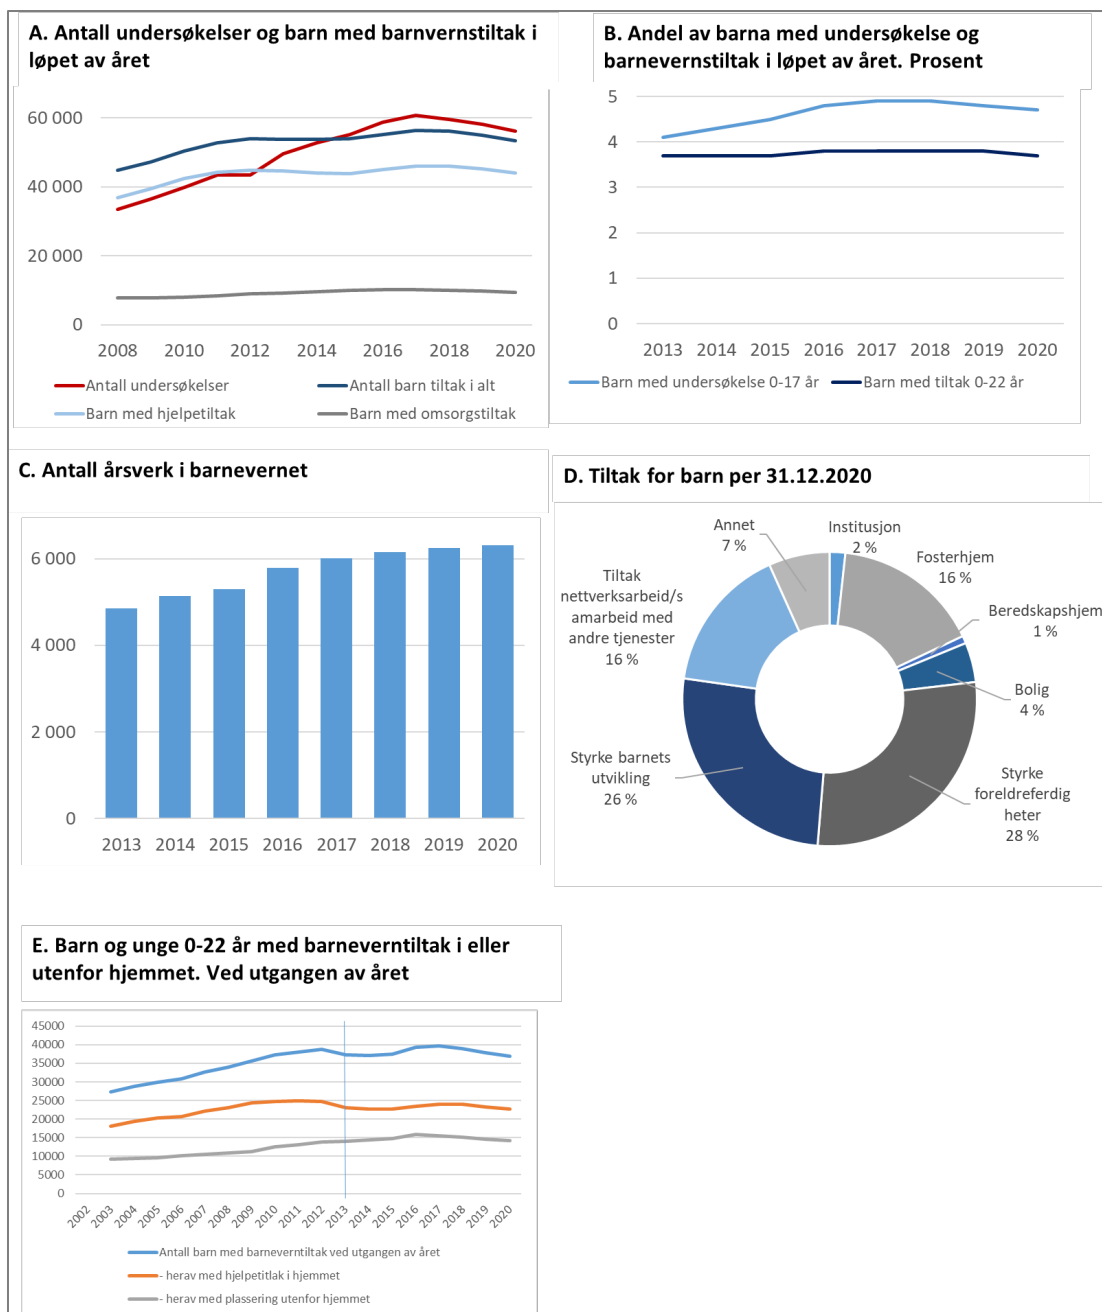 A. Antall undersøkelser og barn med barnvernstiltak i
løpet av året
60 000
40 000
20 000
0
2008
2010
2012
2014
2016
2018
2020
Antall undersøkelser
Antall barn tiltak i alt
Barn med hjelpetiltak
Barn med omsorgstiltak
B. Andel av barna med undersøkelse og
barnevernstiltak i løpet av året. Prosent
5
4
3
2
1
0
2013
2014
2015
2016
2017
2018
2019
2020
Barn med undersøkelse 0-17 år
Barn med tiltak 0-22 år
C. Antall årsverk i barnevernet
6 000
4 000
2 000
0
2013
2014
2015
2016
2017
2018
2019
2020
D. Tiltak for barn per 31.12.2020
Annet
7 %
Institusjon
2 %
Fosterhjem
16 %
Beredskapshjem
1 %
Bolig
4 %
Styrke
foreldreferdig
heter
28 %
Styrke barnets
utvikling
26 %
Tiltak
nettverksarbeid/s
amarbeid med
andre tjenester
16 %
E. Barn og unge 0-22 år med barneverntiltak i eller
utenfor hjemmet. Ved utgangen av året
45000
40000
35000
30000
25000
20000
15000
10000
5000
0
2002
2003
2004
2005
2006
2007
2008
2009
2010
2011
2012
2013
2014
2015
2016
2017
2018
2019
2020
Antall barn med barneverntiltak ved utgangen av året
- herav med hjelpetitlak i hjemmet
- herav med plassering utenfor hjemmet